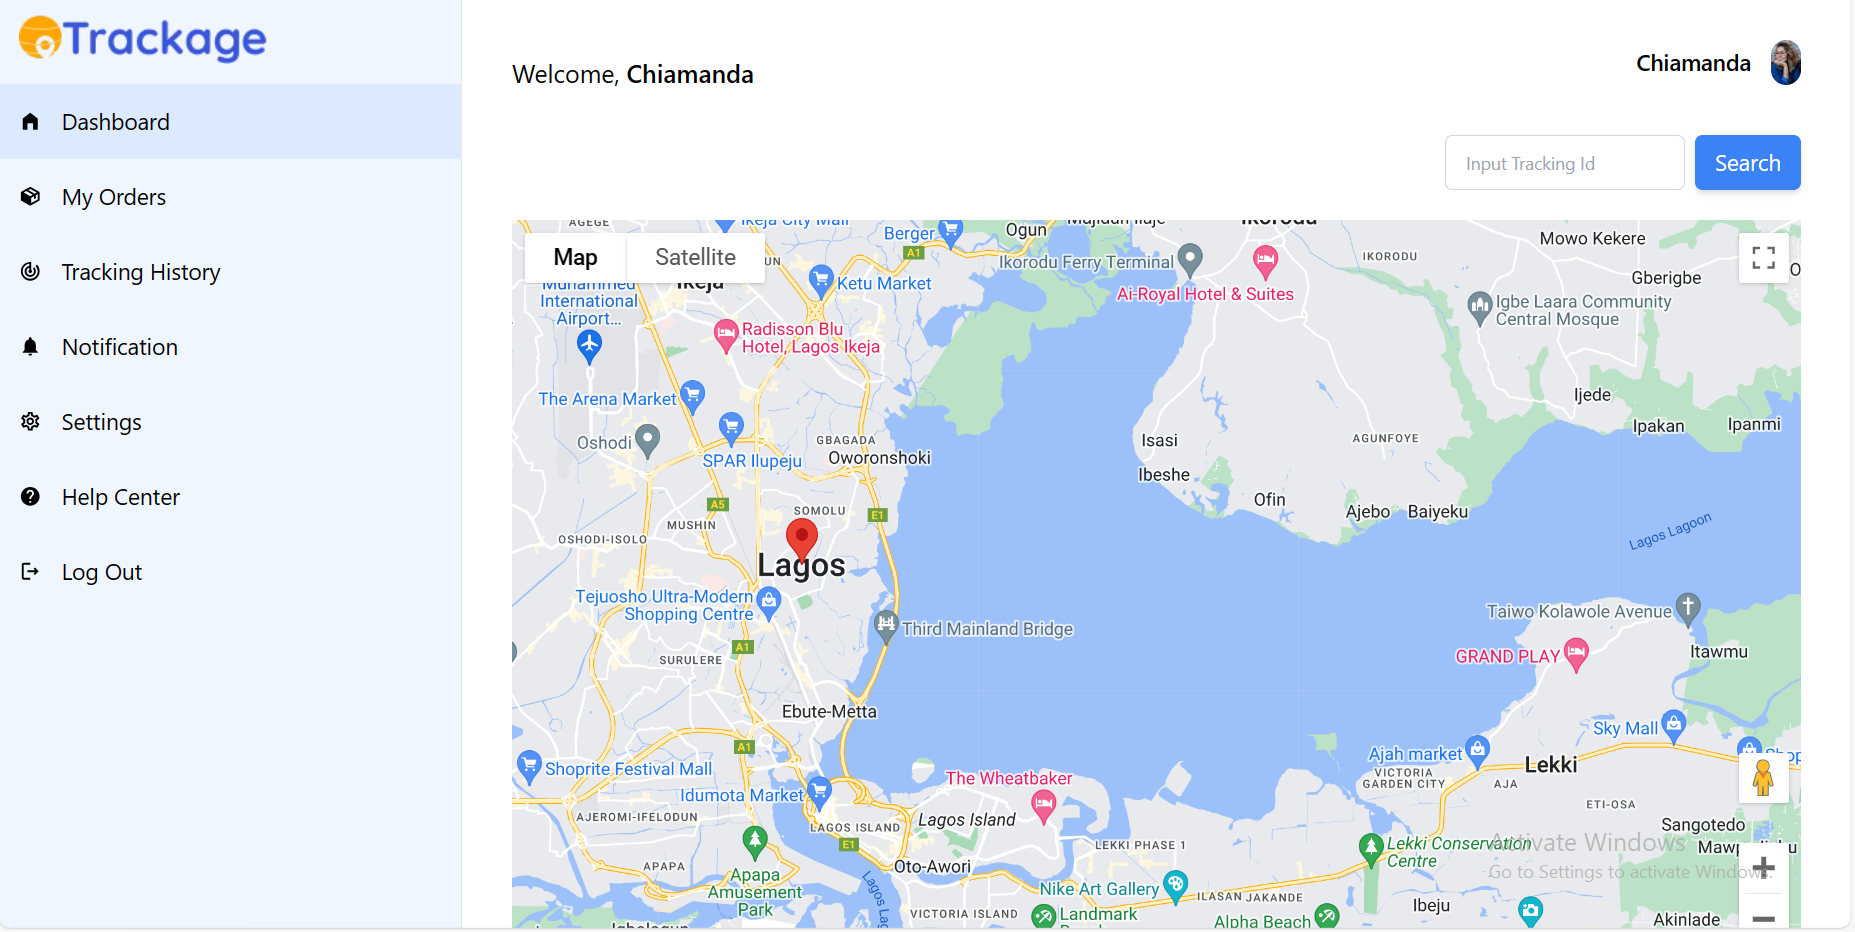 Trackage
Dashboard
My Orders
Tracking History
Notification
Settings
Help Center
Log Out
Welcome, Chiamanda
Chiamanda
Input Tracking Id
Search
Map
Satellite
AGEGE
Ikeja City Mall
Berger
A1
Ogun
Majidun Ilaje
Ikorodu
Mowo Kekere
IKORODU
Ikorodu Ferry Terminal
Gberigbe
Ikeja
Muhammed
International
Airport...
Ketu Market
Ai-Royal Hotel & Suites
Igbe Laara Community
Central Mosque
Radisson Blu
Hotel, Lagos Ikeja
The Arena Market
Ijede
Ipakan
Ipanmi
Oshodi
GBAGADA
Oworonshoki
SPAR Ilupeju
Isasi
Ibeshe
AGUNFOYE
Ofin
Ajebo
Baiyeku
A5
MUSHIN
SOMOLU
E1
OSHODI-ISOLO
Lagos
Lagos Lagoon
Tejuosho Ultra-Modern
Shopping Centre
Third Mainland Bridge
Taiwo Kolawole Avenue
A1
SURULERE
GRAND PLAY
Itawmu
Ebute-Metta
A1
Sky Mall
Ajah market
VICTORIA
GARDEN CITY
Lekki
AJA
Shoprite Festival Mall
Idumota Market
The Wheatbaker
ETI-OSA
AJEROMI-IFELODUN
LAGOS ISLAND
Lagos Island
Sangotedo
E1
LEKKI PHASE 1
Lekki Conservation
Centre
Activate Windows
Go to Settings to activate Windows.
APAPA
Oto-Awori
Apapa
Amusement
Park
Nike Art Gallery
ILASAN
JAKANDE
Ibeju
VICTORIA ISLAND
Landmark
Alpha Beach
Akinlade